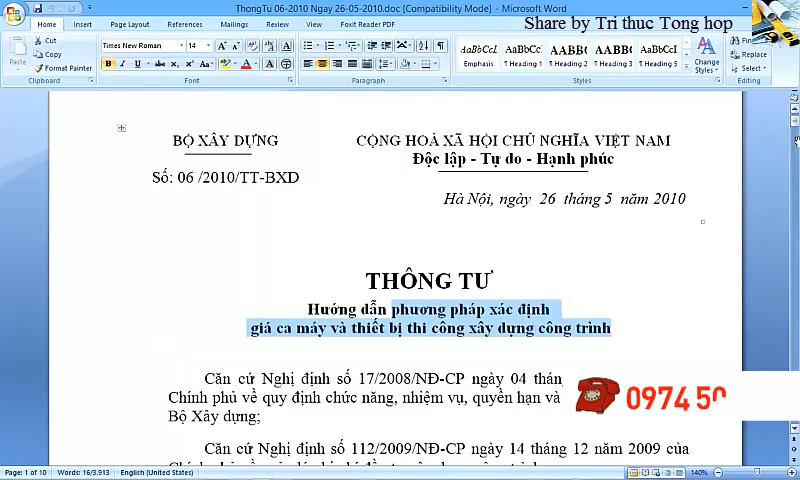 ThongTu 06-2010 Ngay 26-05-2010.doc [Compatibility Mode] - Microsoft Word
Share by Tri thuc Tong hop
Home Insert Page Layout References Mailings Review View Foxit Reader PDF
Paste Cut Copy Format Painter
Times New Roman 14
AaBbCcL AaBbCc AABBC AABBC( AaBbCcI
Emphasis ¶ Heading 1 ¶ Heading 2 ¶ Heading 3 ¶ Heading 5
Change Styles
Find
Replace
Select
Clipboard Font Paragraph Styles Editing
BỘ XÂY DỰNG CỘNG HOÀ XÃ HỘI CHỦ NGHĨA VIỆT NAM
Độc lập - Tự do - Hạnh phúc
Số: 06 /2010/TT-BXD
Hà Nội, ngày 26 tháng 5 năm 2010
THÔNG TƯ
Hướng dẫn phương pháp xác định
giá ca máy và thiết bị thi công xây dựng công trình
Căn cứ Nghị định số 17/2008/NĐ-CP ngày 04 thán
Chính phủ về quy định chức năng, nhiệm vụ, quyền hạn và
Bộ Xây dựng;
0974 50
Căn cứ Nghị định số 112/2009/NĐ-CP ngày 14 tháng 12 năm 2009 của
Page: 1 of 10 Words: 16/3.913 English (United States) 140%